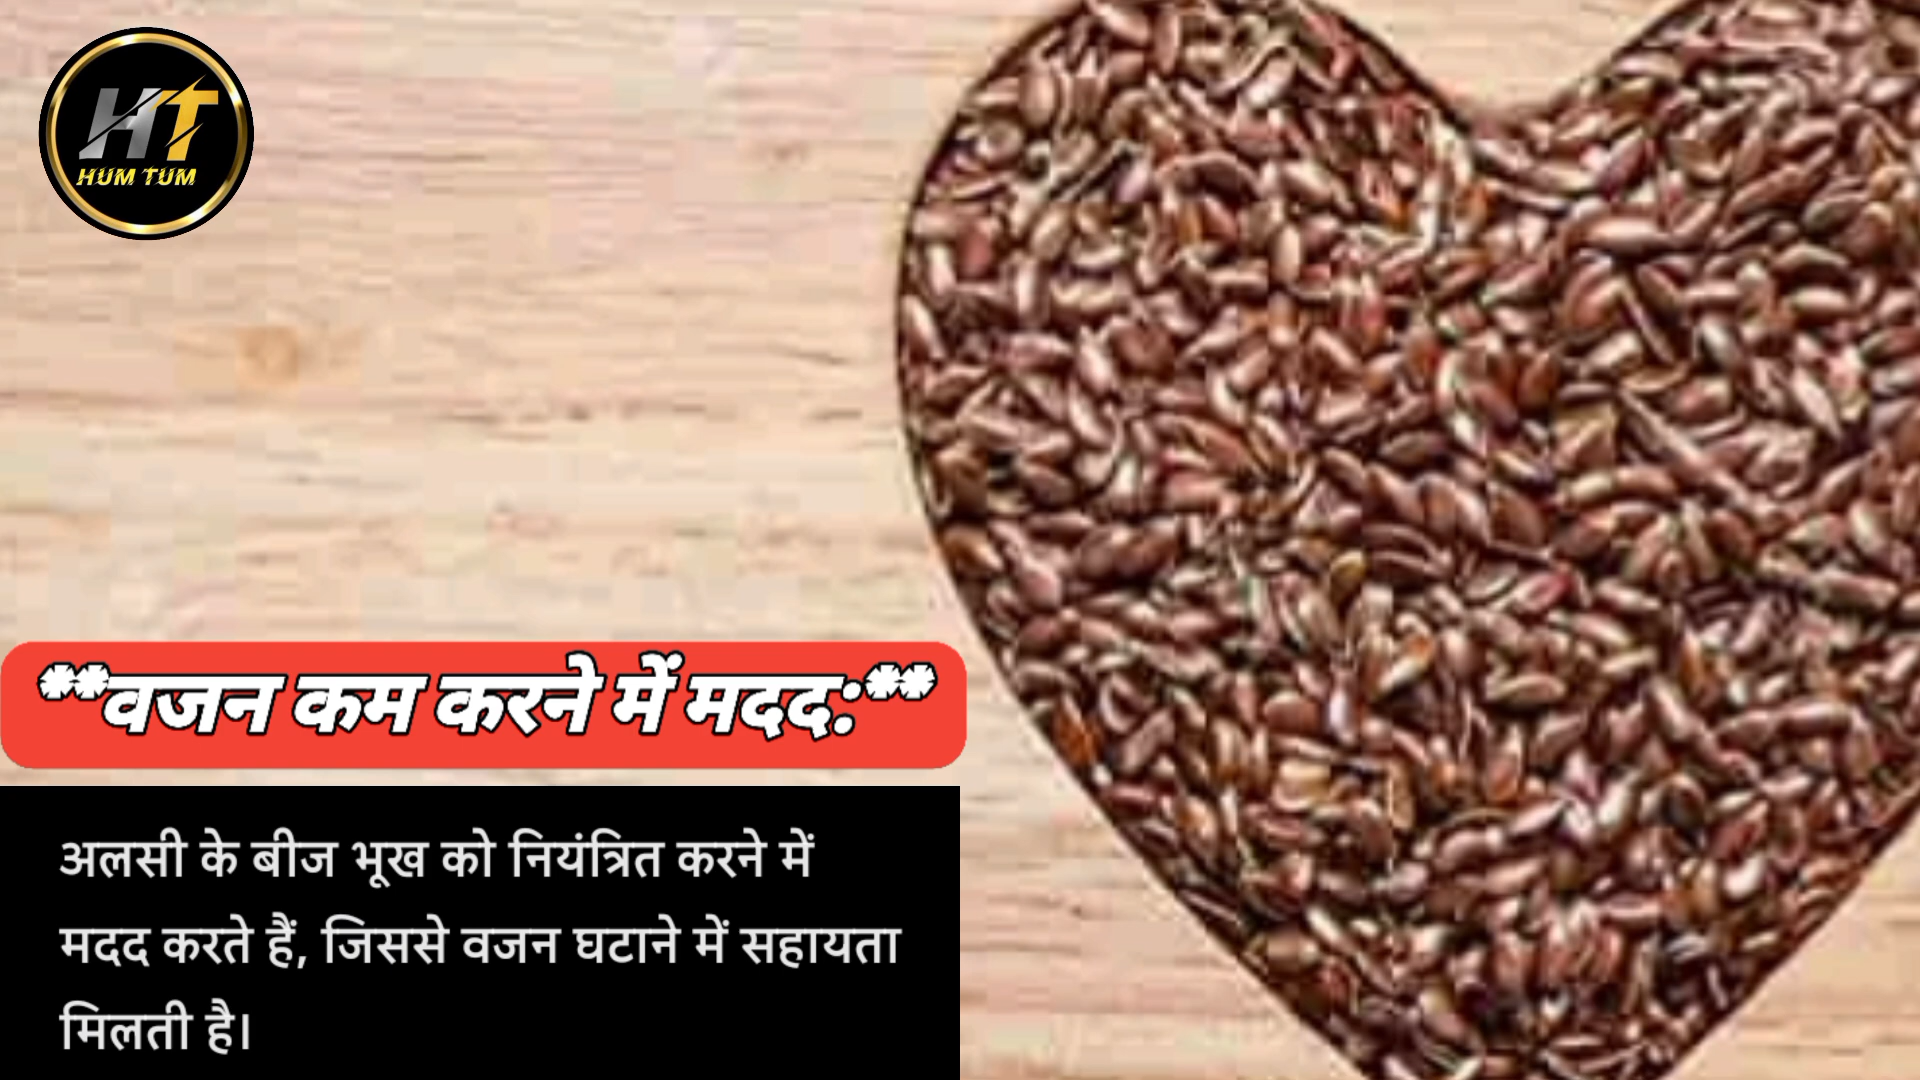 HT
HUM TUM
**वजन कम करने में मदद:**
अलसी के बीज भूख को नियंत्रित करने में
मदद करते हैं, जिससे वजन घटाने में सहायता
मिलती है।